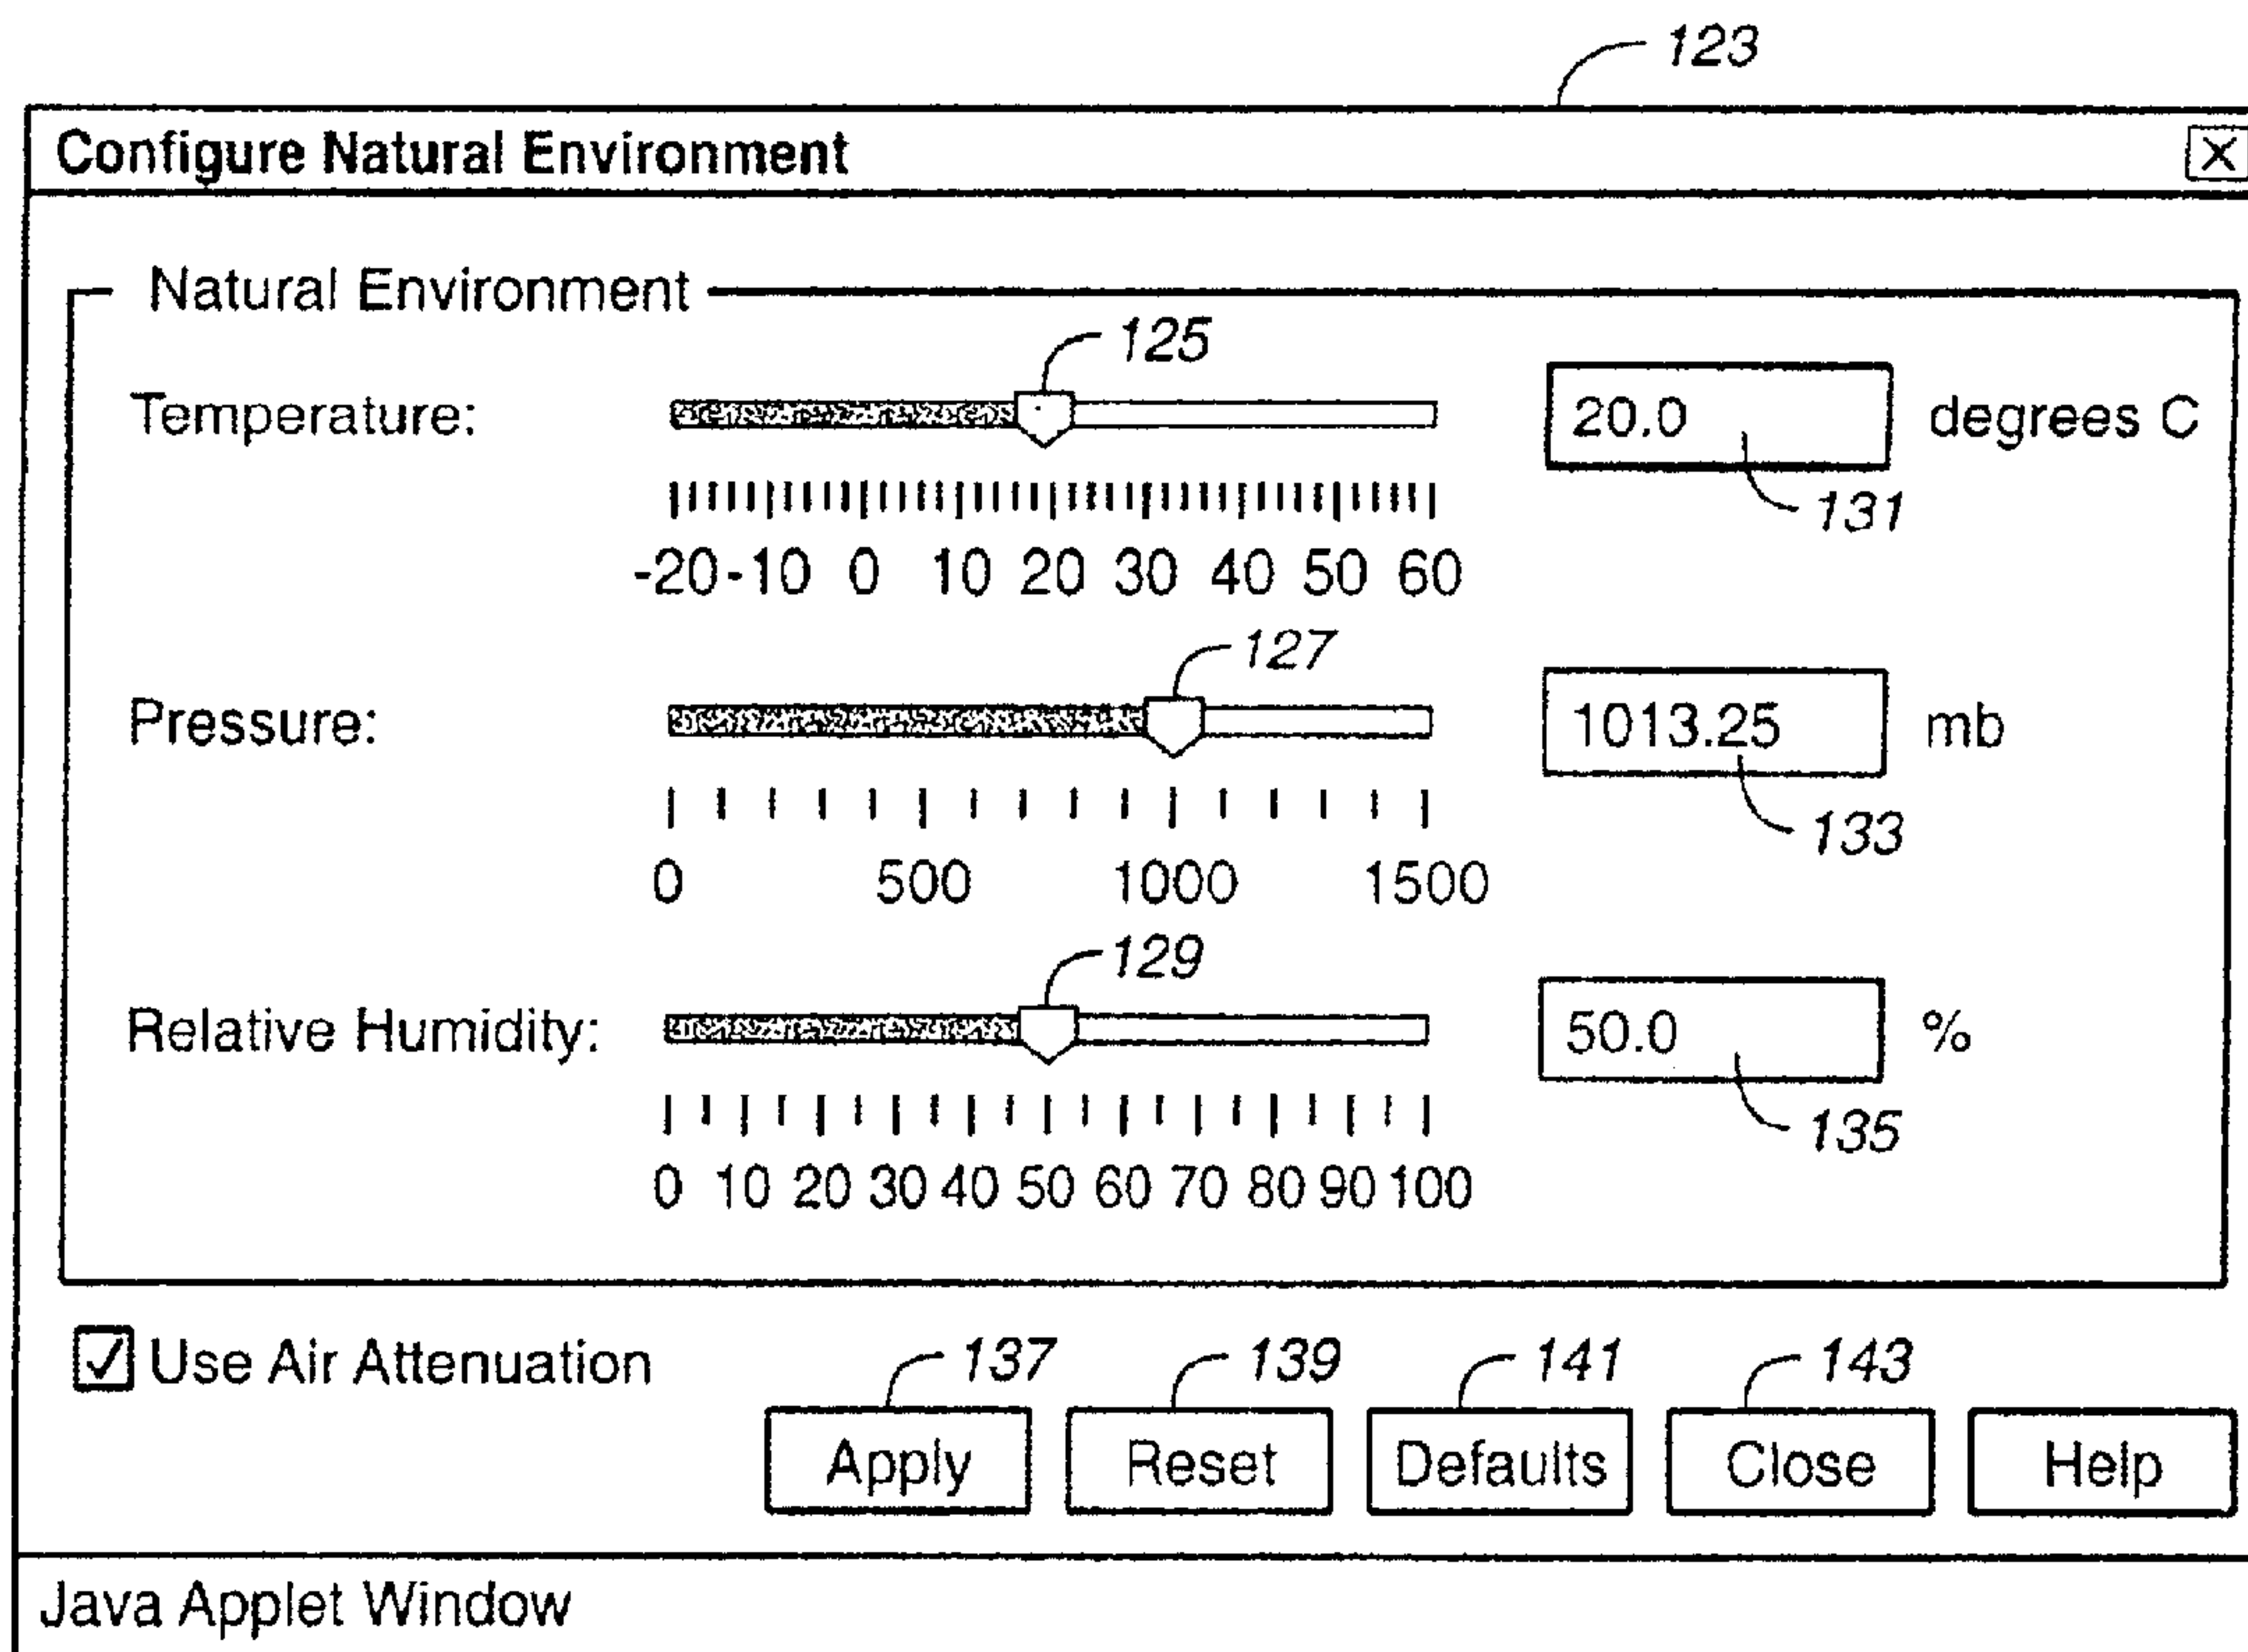 123
Configure Natural Environment X
Natural Environment
125
Temperature: 20.0 degrees C
131
-20 -10 0 10 20 30 40 50 60
127
Pressure: 1013.25 mb
133
0 500 1000 1500
129
Relative Humidity: 50.0 %
135
0 10 20 30 40 50 60 70 80 90 100
Use Air Attenuation 137 139 141 143
Apply Reset Defaults Close Help
Java Applet Window